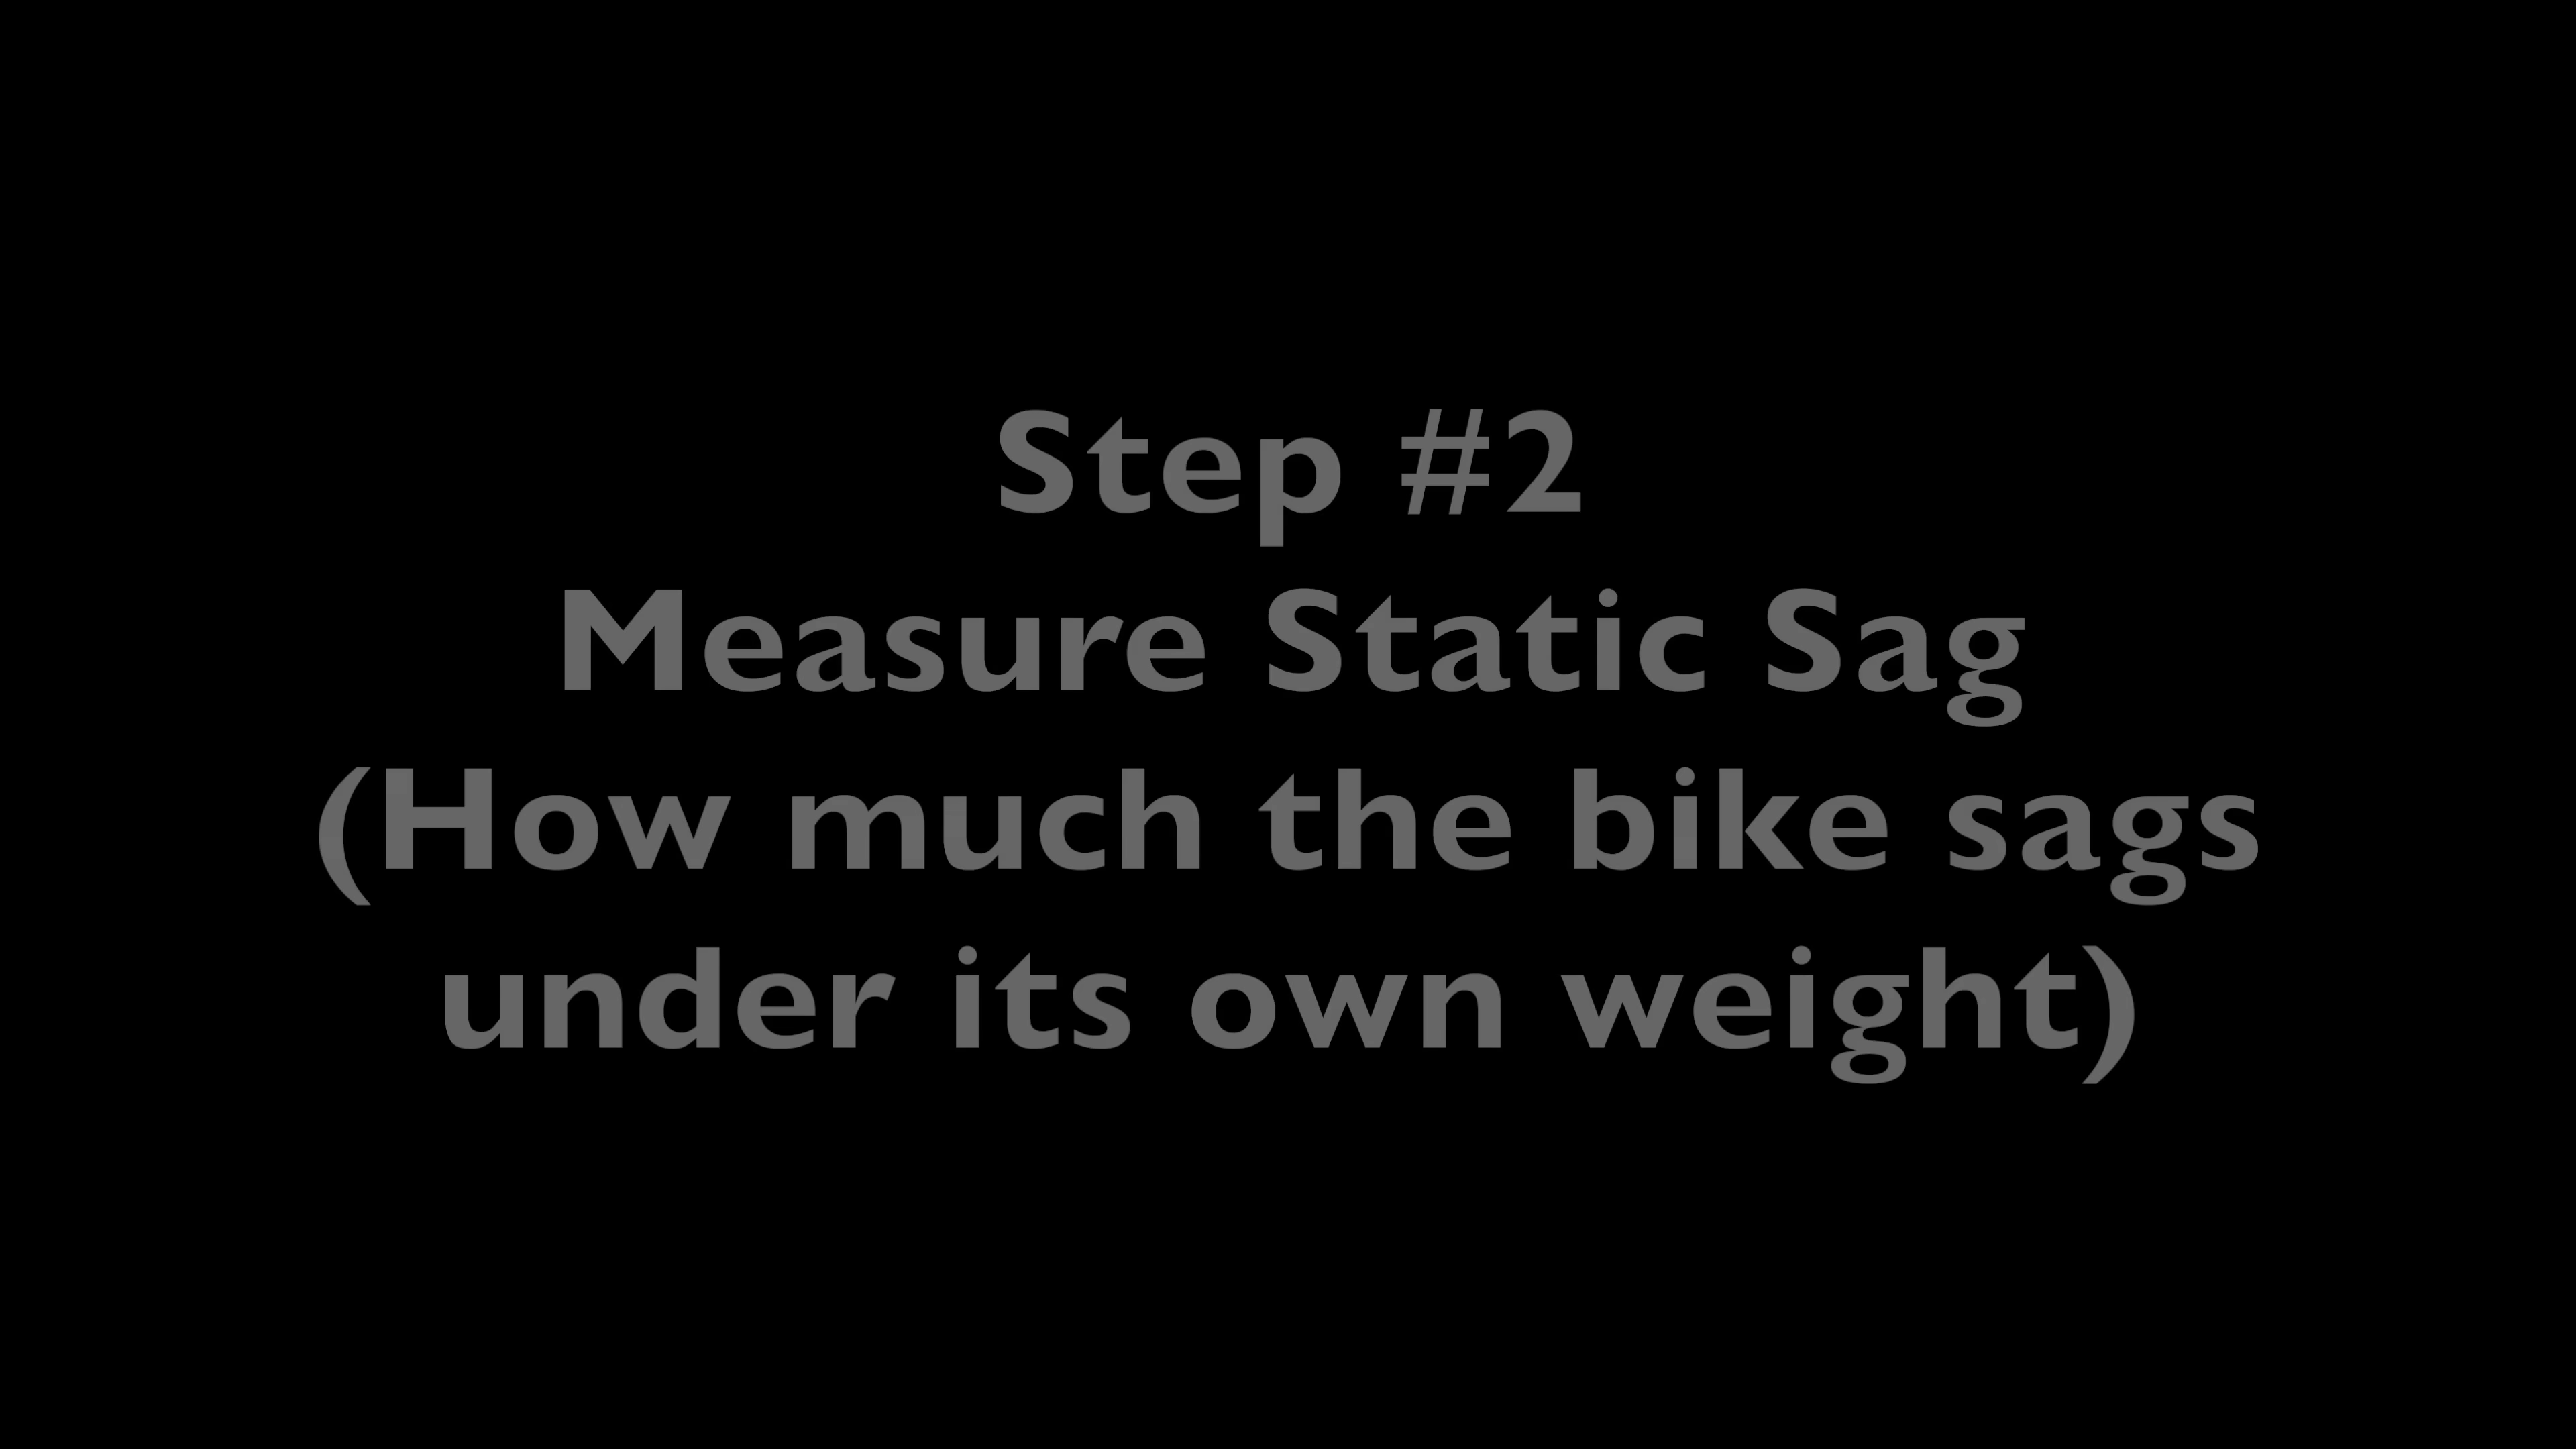 Step #2
Measure Static Sag
(How much the bike sags
under its own weight)